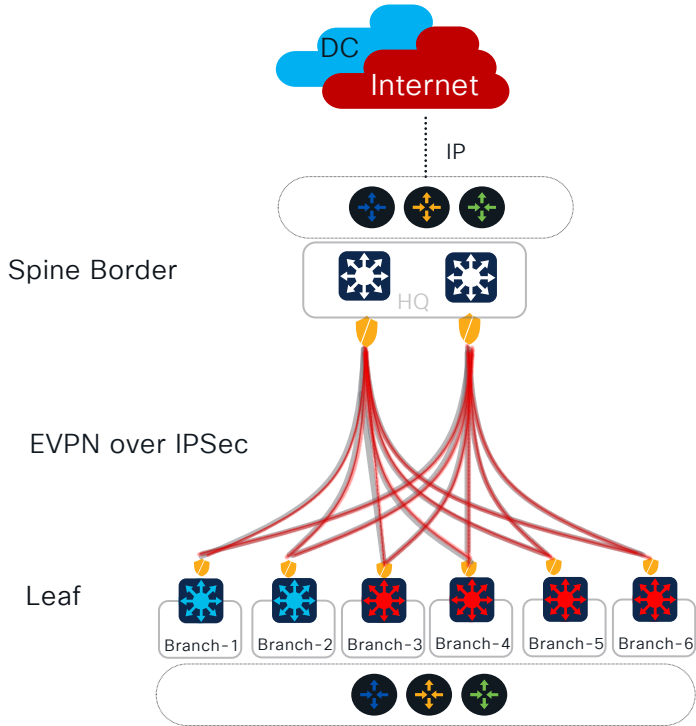 DC
Internet
IP
Spine Border
HQ
EVPN over IPSec
Leaf
Branch-1
Branch-2
Branch-3
Branch-4
Branch-5
Branch-6